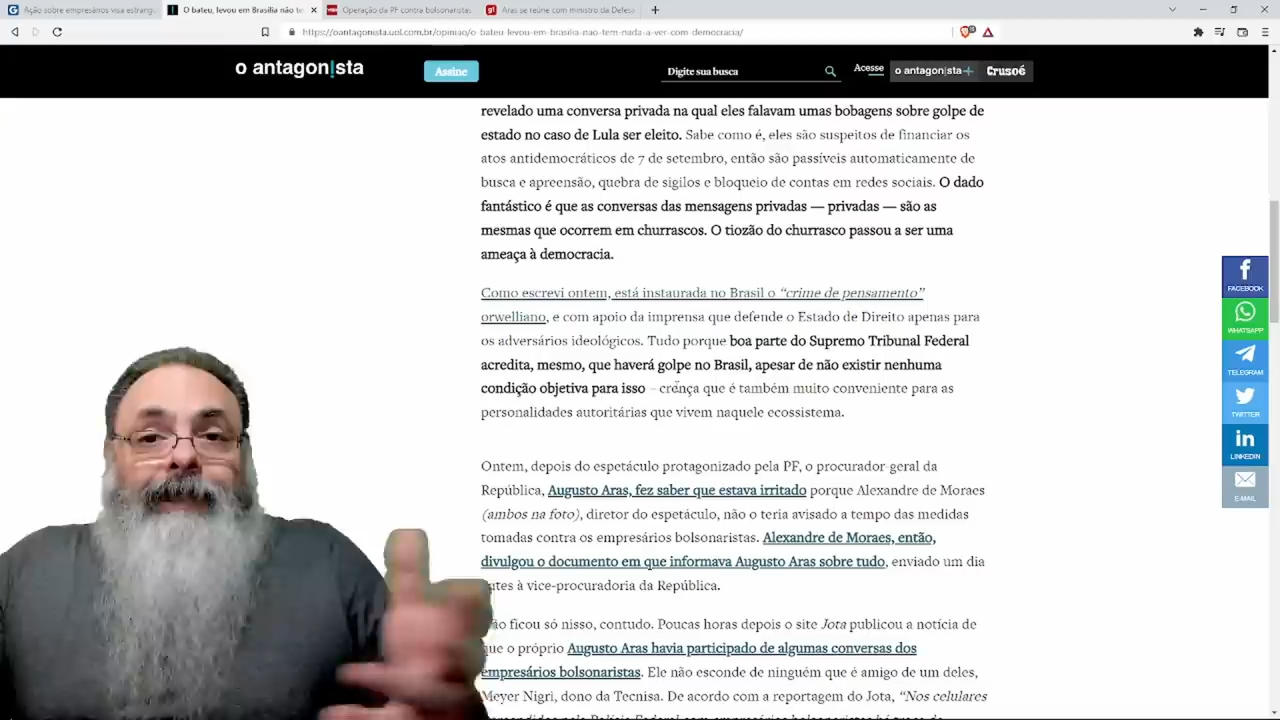 Ação sobre empresários visa estrang
O bateu, levou em Brasília não te
Operação da PF contra bolsonaristas
Aras se reúne com ministro da Defesa
https://oantagonista.uol.com.br/opiniao/o-bateu-levou-em-brasilia-nao-tem-nada-a-ver-com-democracia/
o antagon!sta
Assine
Digite sua busca
Acesse
o antagon|sta+
Crusoé
revelado uma conversa privada na qual eles falavam umas bobagens sobre golpe de
estado no caso de Lula ser eleito. Sabe como é, eles são suspeitos de financiar os
atos antidemocráticos de 7 de setembro, então são passíveis automaticamente de
busca e apreensão, quebra de sigilos e bloqueio de contas em redes sociais. O dado
fantástico é que as conversas das mensagens privadas — privadas — são as
mesmas que ocorrem em churrascos. O tiozão do churrasco passou a ser uma
ameaça à democracia.
Como escrevi ontem, está instaurada no Brasil o “crime de pensamento”
orwelliano, e com apoio da imprensa que defende o Estado de Direito apenas para
os adversários ideológicos. Tudo porque boa parte do Supremo Tribunal Federal
acredita, mesmo, que haverá golpe no Brasil, apesar de não existir nenhuma
condição objetiva para isso – crença que é também muito conveniente para as
personalidades autoritárias que vivem naquele ecossistema.
Ontem, depois do espetáculo protagonizado pela PF, o procurador-geral da
República, Augusto Aras, fez saber que estava irritado porque Alexandre de Moraes
(ambos na foto), diretor do espetáculo, não o teria avisado a tempo das medidas
tomadas contra os empresários bolsonaristas. Alexandre de Moraes, então,
divulgou o documento em que informava Augusto Aras sobre tudo, enviado um dia
ntes à vice-procuradoria da República.
ão ficou só nisso, contudo. Poucas horas depois o site Jota publicou a notícia de
ue o próprio Augusto Aras havia participado de algumas conversas dos
empresários bolsonaristas. Ele não esconde de ninguém que é amigo de um deles,
Meyer Nigri, dono da Tecnisa. De acordo com a reportagem do Jota, “Nos celulares
FACEBOOK
WHATSAPP
TELEGRAM
TWITTER
LINKEDIN
E-MAIL